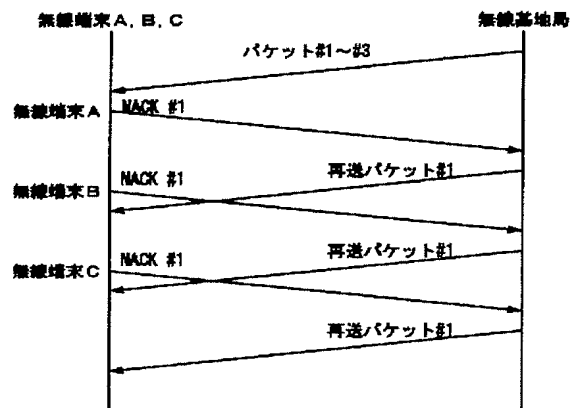 無線端末A, B, C
無線基地局
パケット#1～#3
無線端末A
NACK #1
再送パケット#1
無線端末B
NACK #1
再送パケット#1
無線端末C
NACK #1
再送パケット#1